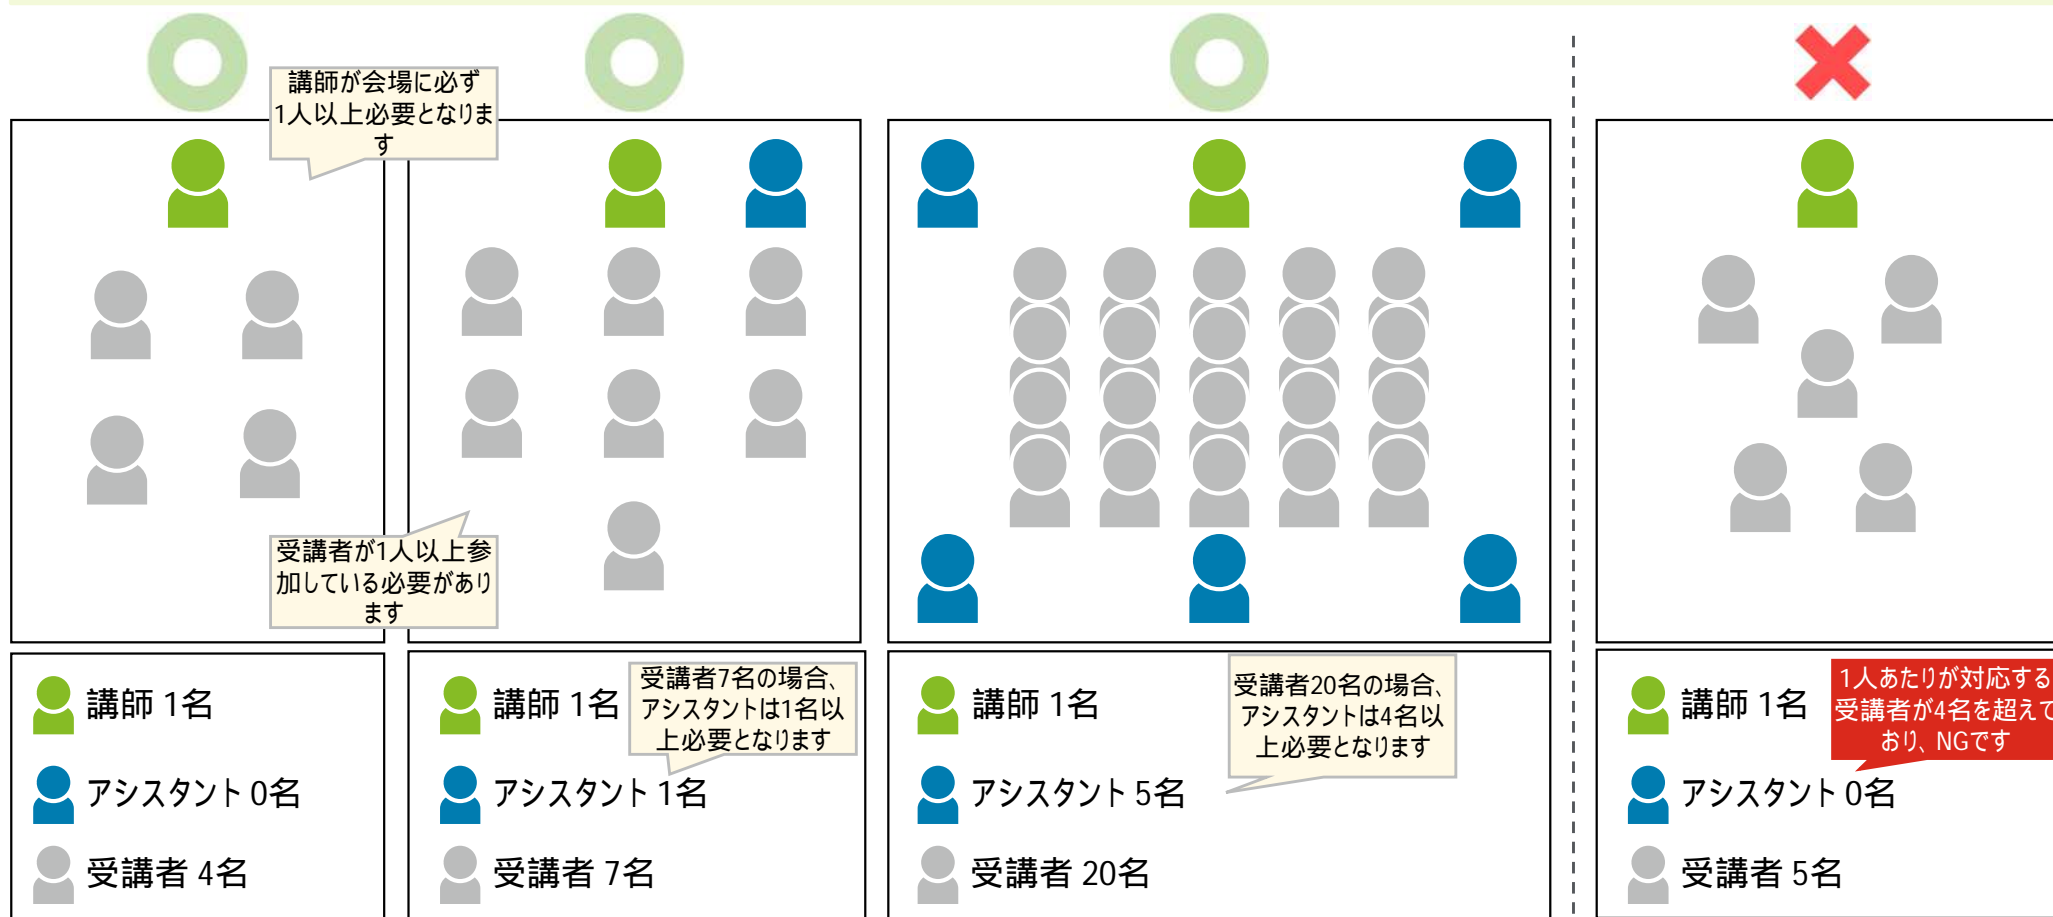 講師が会場に必ず
1人以上必要となりま
す
受講者が1人以上参
加している必要があり
ます
講師 1名
アシスタント 0名
受講者 4名
講師 1名
受講者7名の場合、
アシスタントは1名以
上必要となります
アシスタント 1名
受講者 7名
講師 1名
受講者20名の場合、
アシスタントは4名以
上必要となります
アシスタント 5名
受講者 20名
講師 1名
1人あたりが対応する
受講者が4名を超えて
おり、NGです
アシスタント 0名
受講者 5名